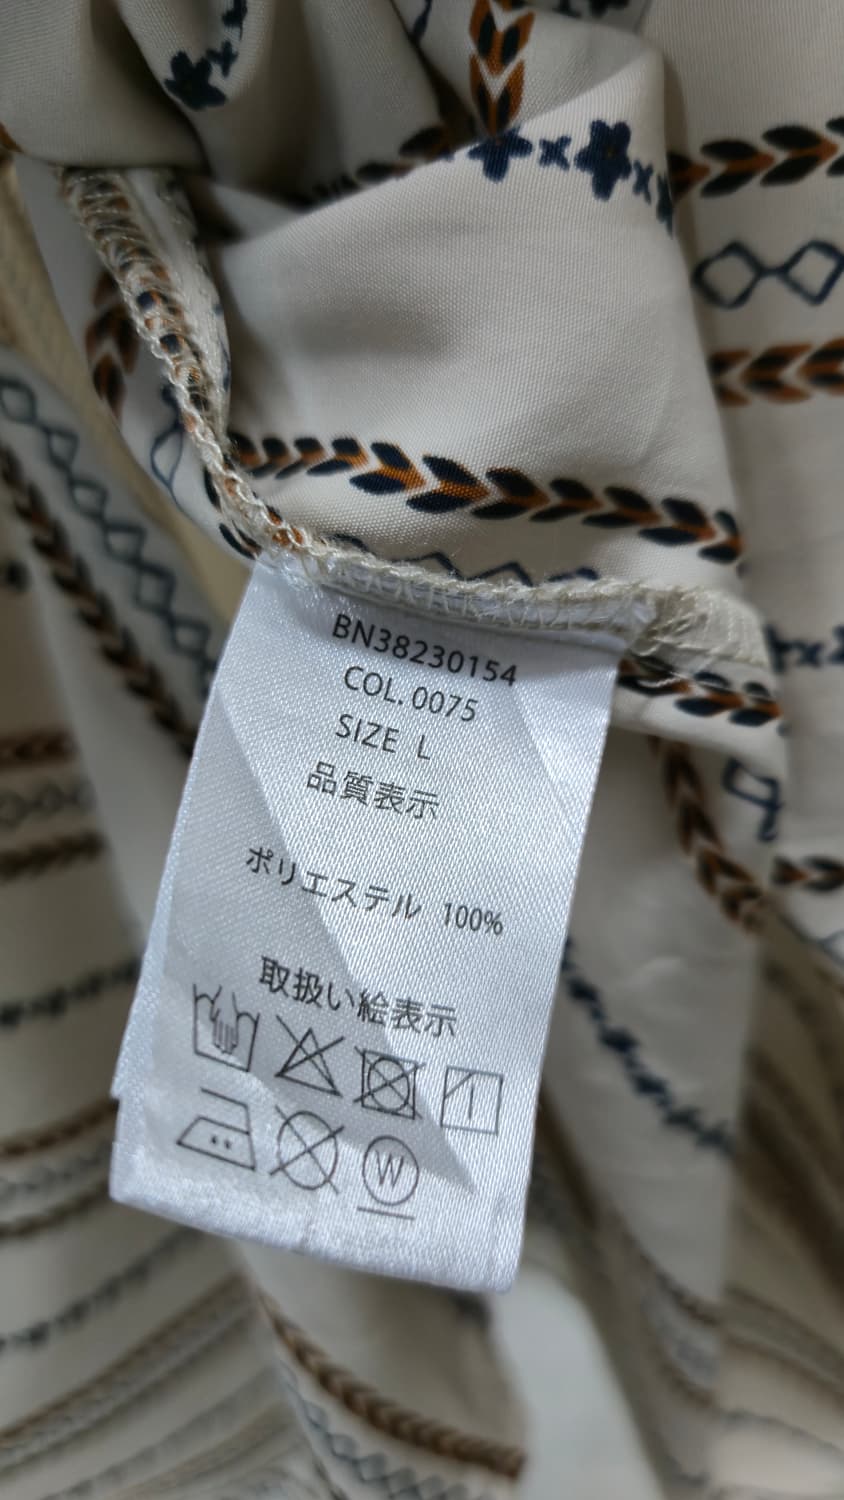 BN38230154
COL.0075
SIZE L
品質表示
ポリエステル 100%
取扱い絵表示
W